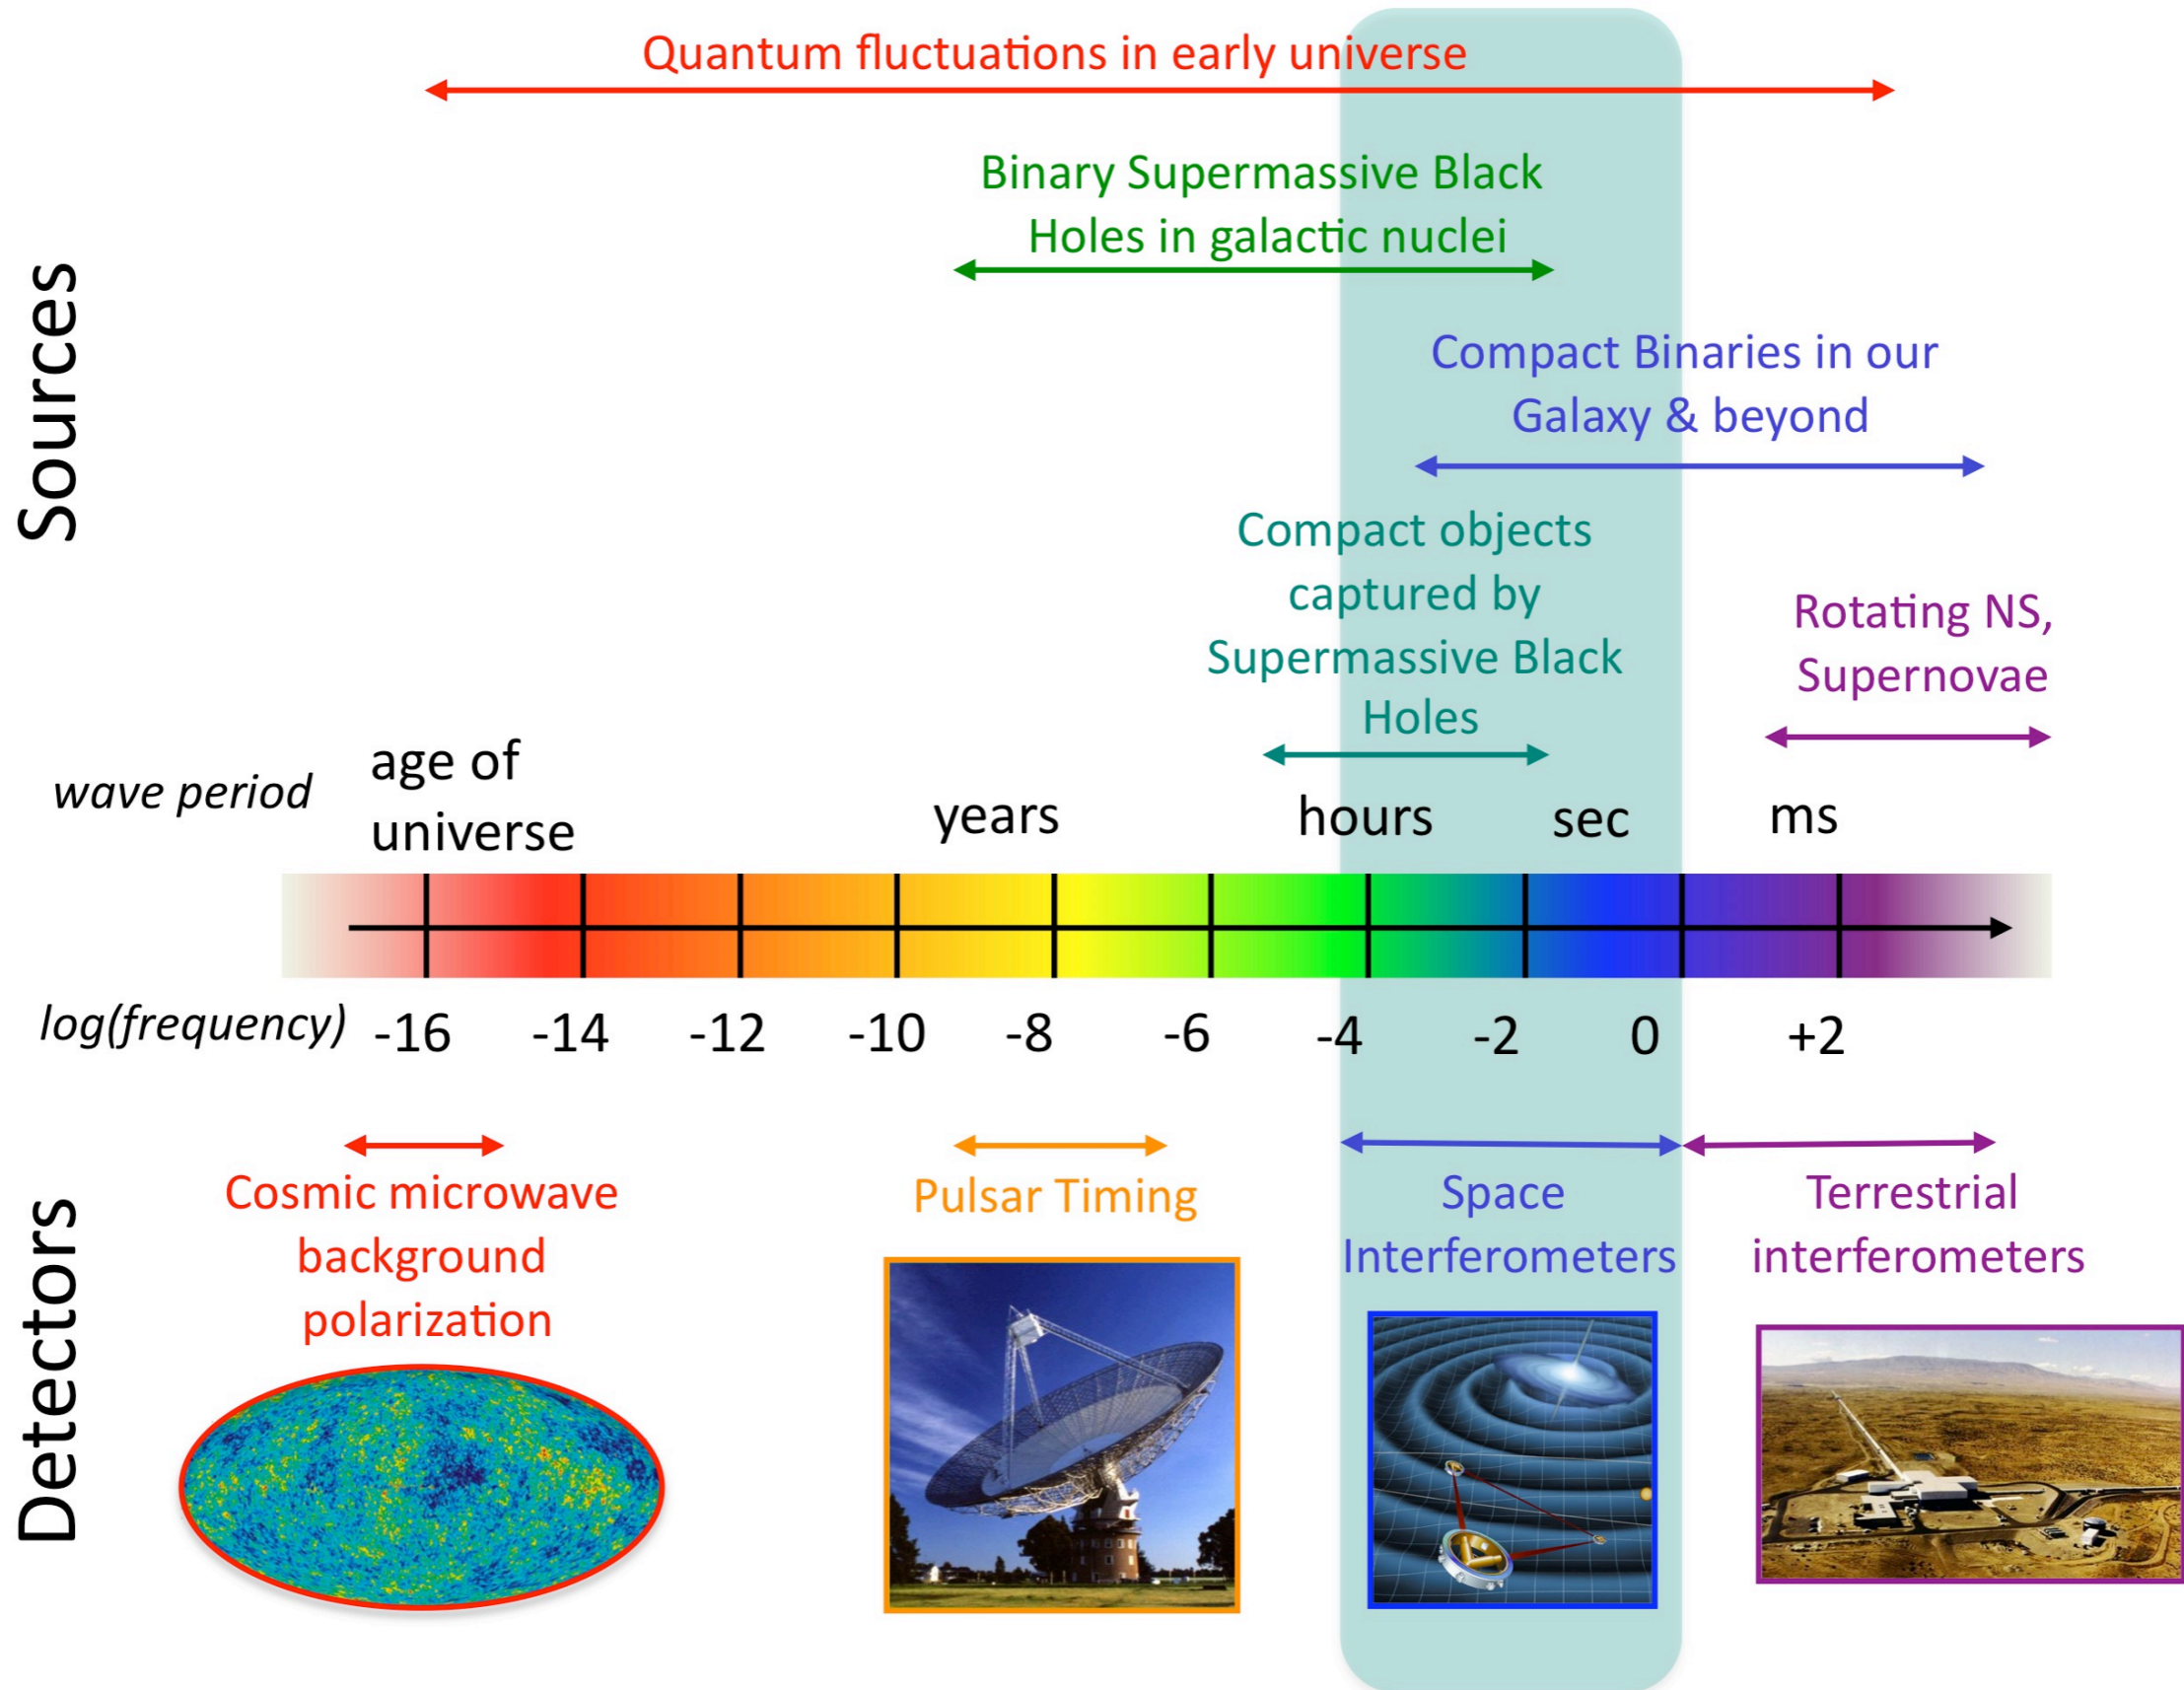 Quantum fluctuations in early universe
Binary Supermassive Black
Holes in galactic nuclei
Compact Binaries in our
Galaxy & beyond
Compact objects
captured by
Supermassive Black
Holes
Rotating NS,
Supernovae
Sources
wave period
age of
universe
years
hours
sec
ms
log(frequency)
-16
-14
-12
-10
-8
-6
-4
-2
0
+2
Detectors
Cosmic microwave
background
polarization
Pulsar Timing
Space
Interferometers
Terrestrial
interferometers